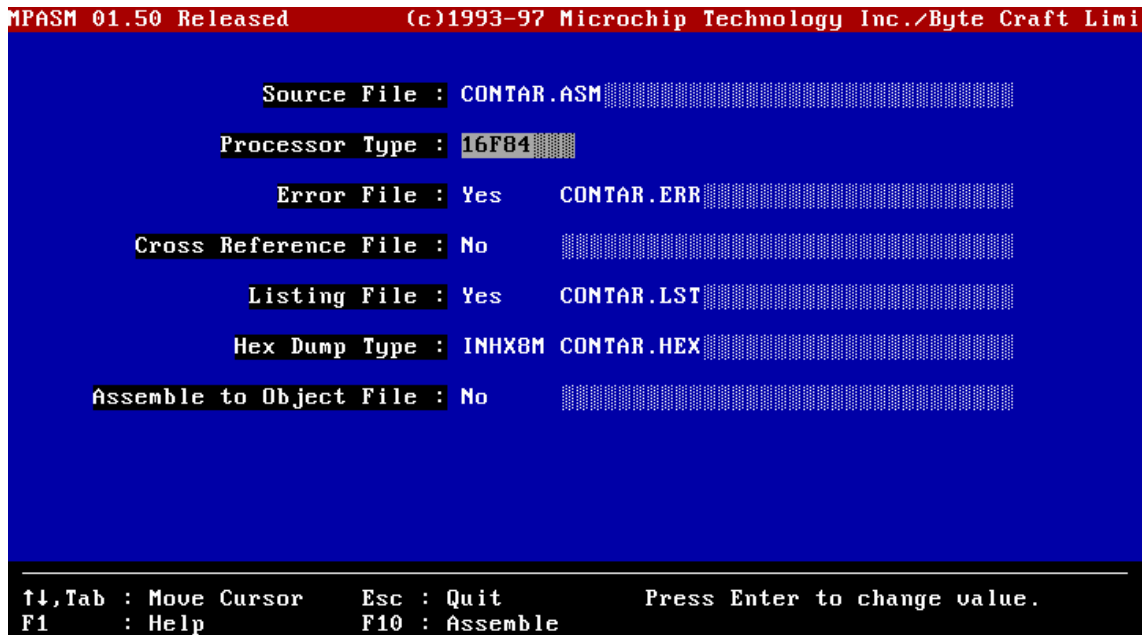 MPASM 01.50 Released (c)1993-97 Microchip Technology Inc./Byte Craft Limi
Source File : CONTAR.ASM
Processor Type : 16F84
Error File : Yes CONTAR.ERR
Cross Reference File : No
Listing File : Yes CONTAR.LST
Hex Dump Type : INHX8M CONTAR.HEX
Assemble to Object File : No
↑↓,Tab : Move Cursor Esc : Quit Press Enter to change value.
F1 : Help F10 : Assemble